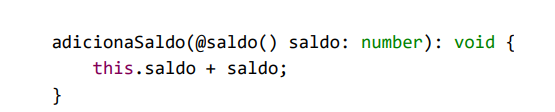 adicionaSaldo(@saldo() saldo: number): void {
this.saldo + saldo;
}